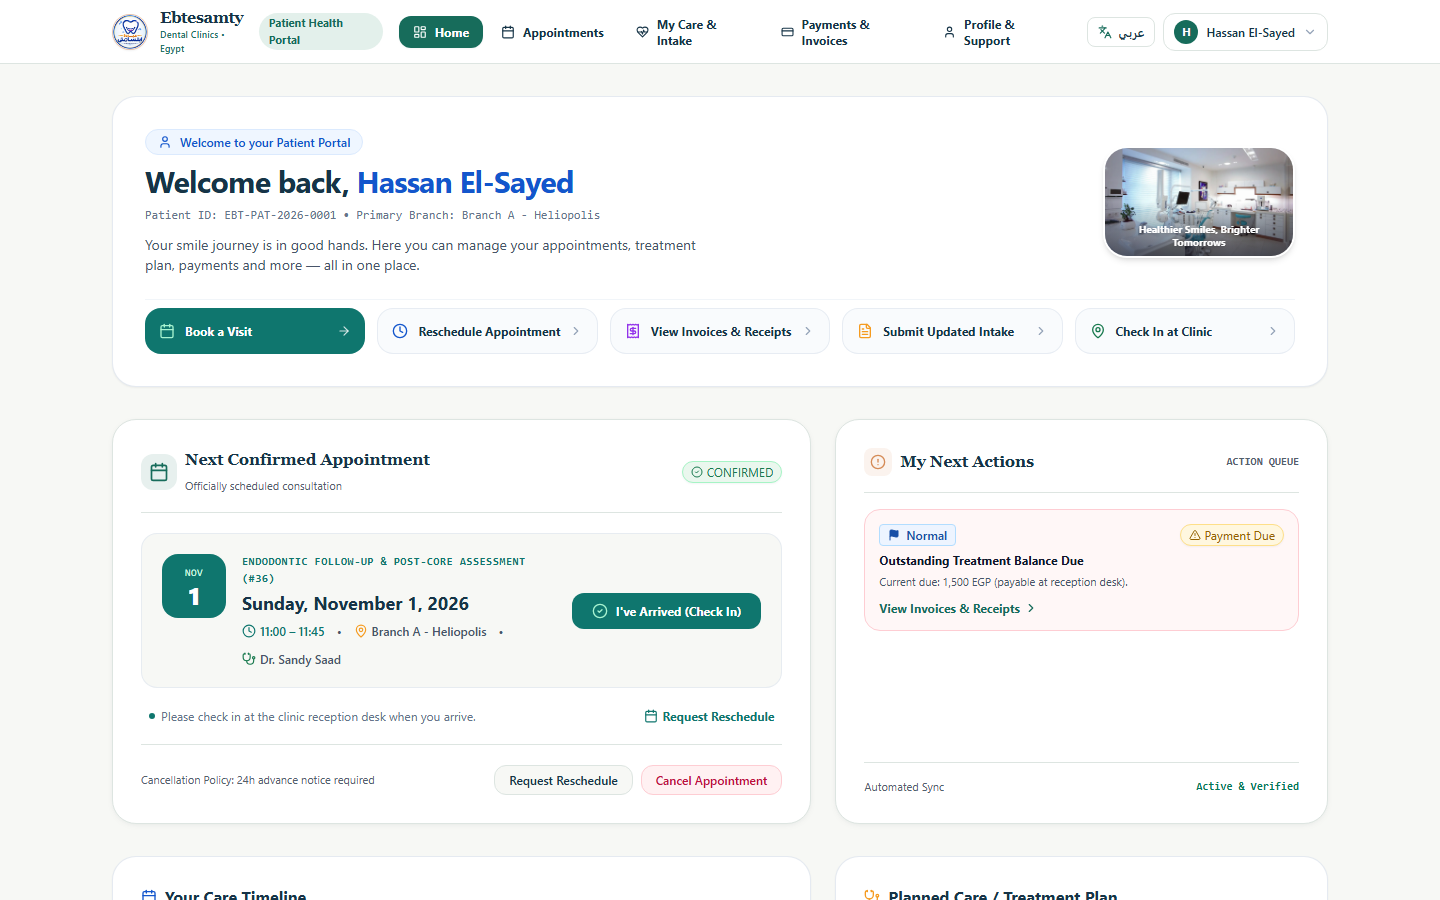 Ebtesamty
Dental Clinics •
Egypt
Patient Health
Portal
Home
Appointments
My Care &
Intake
Payments &
Invoices
Profile &
Support
عربي
H
Hassan El-Sayed
Welcome to your Patient Portal
Welcome back, Hassan El-Sayed
Patient ID: EBT-PAT-2026-0001 • Primary Branch: Branch A - Heliopolis
Your smile journey is in good hands. Here you can manage your appointments, treatment
plan, payments and more — all in one place.
Healthier Smiles, Brighter
Tomorrows
Book a Visit
Reschedule Appointment
View Invoices & Receipts
Submit Updated Intake
Check In at Clinic
Next Confirmed Appointment
Officially scheduled consultation
CONFIRMED
NOV
1
ENDODONTIC FOLLOW-UP & POST-CORE ASSESSMENT
(#36)
Sunday, November 1, 2026
11:00 – 11:45 • Branch A - Heliopolis •
Dr. Sandy Saad
I've Arrived (Check In)
Please check in at the clinic reception desk when you arrive.
Request Reschedule
Cancellation Policy: 24h advance notice required
Request Reschedule
Cancel Appointment
My Next Actions
ACTION QUEUE
Normal
Payment Due
Outstanding Treatment Balance Due
Current due: 1,500 EGP (payable at reception desk).
View Invoices & Receipts
Automated Sync
Active & Verified
Your Care Timeline
Planned Care / Treatment Plan